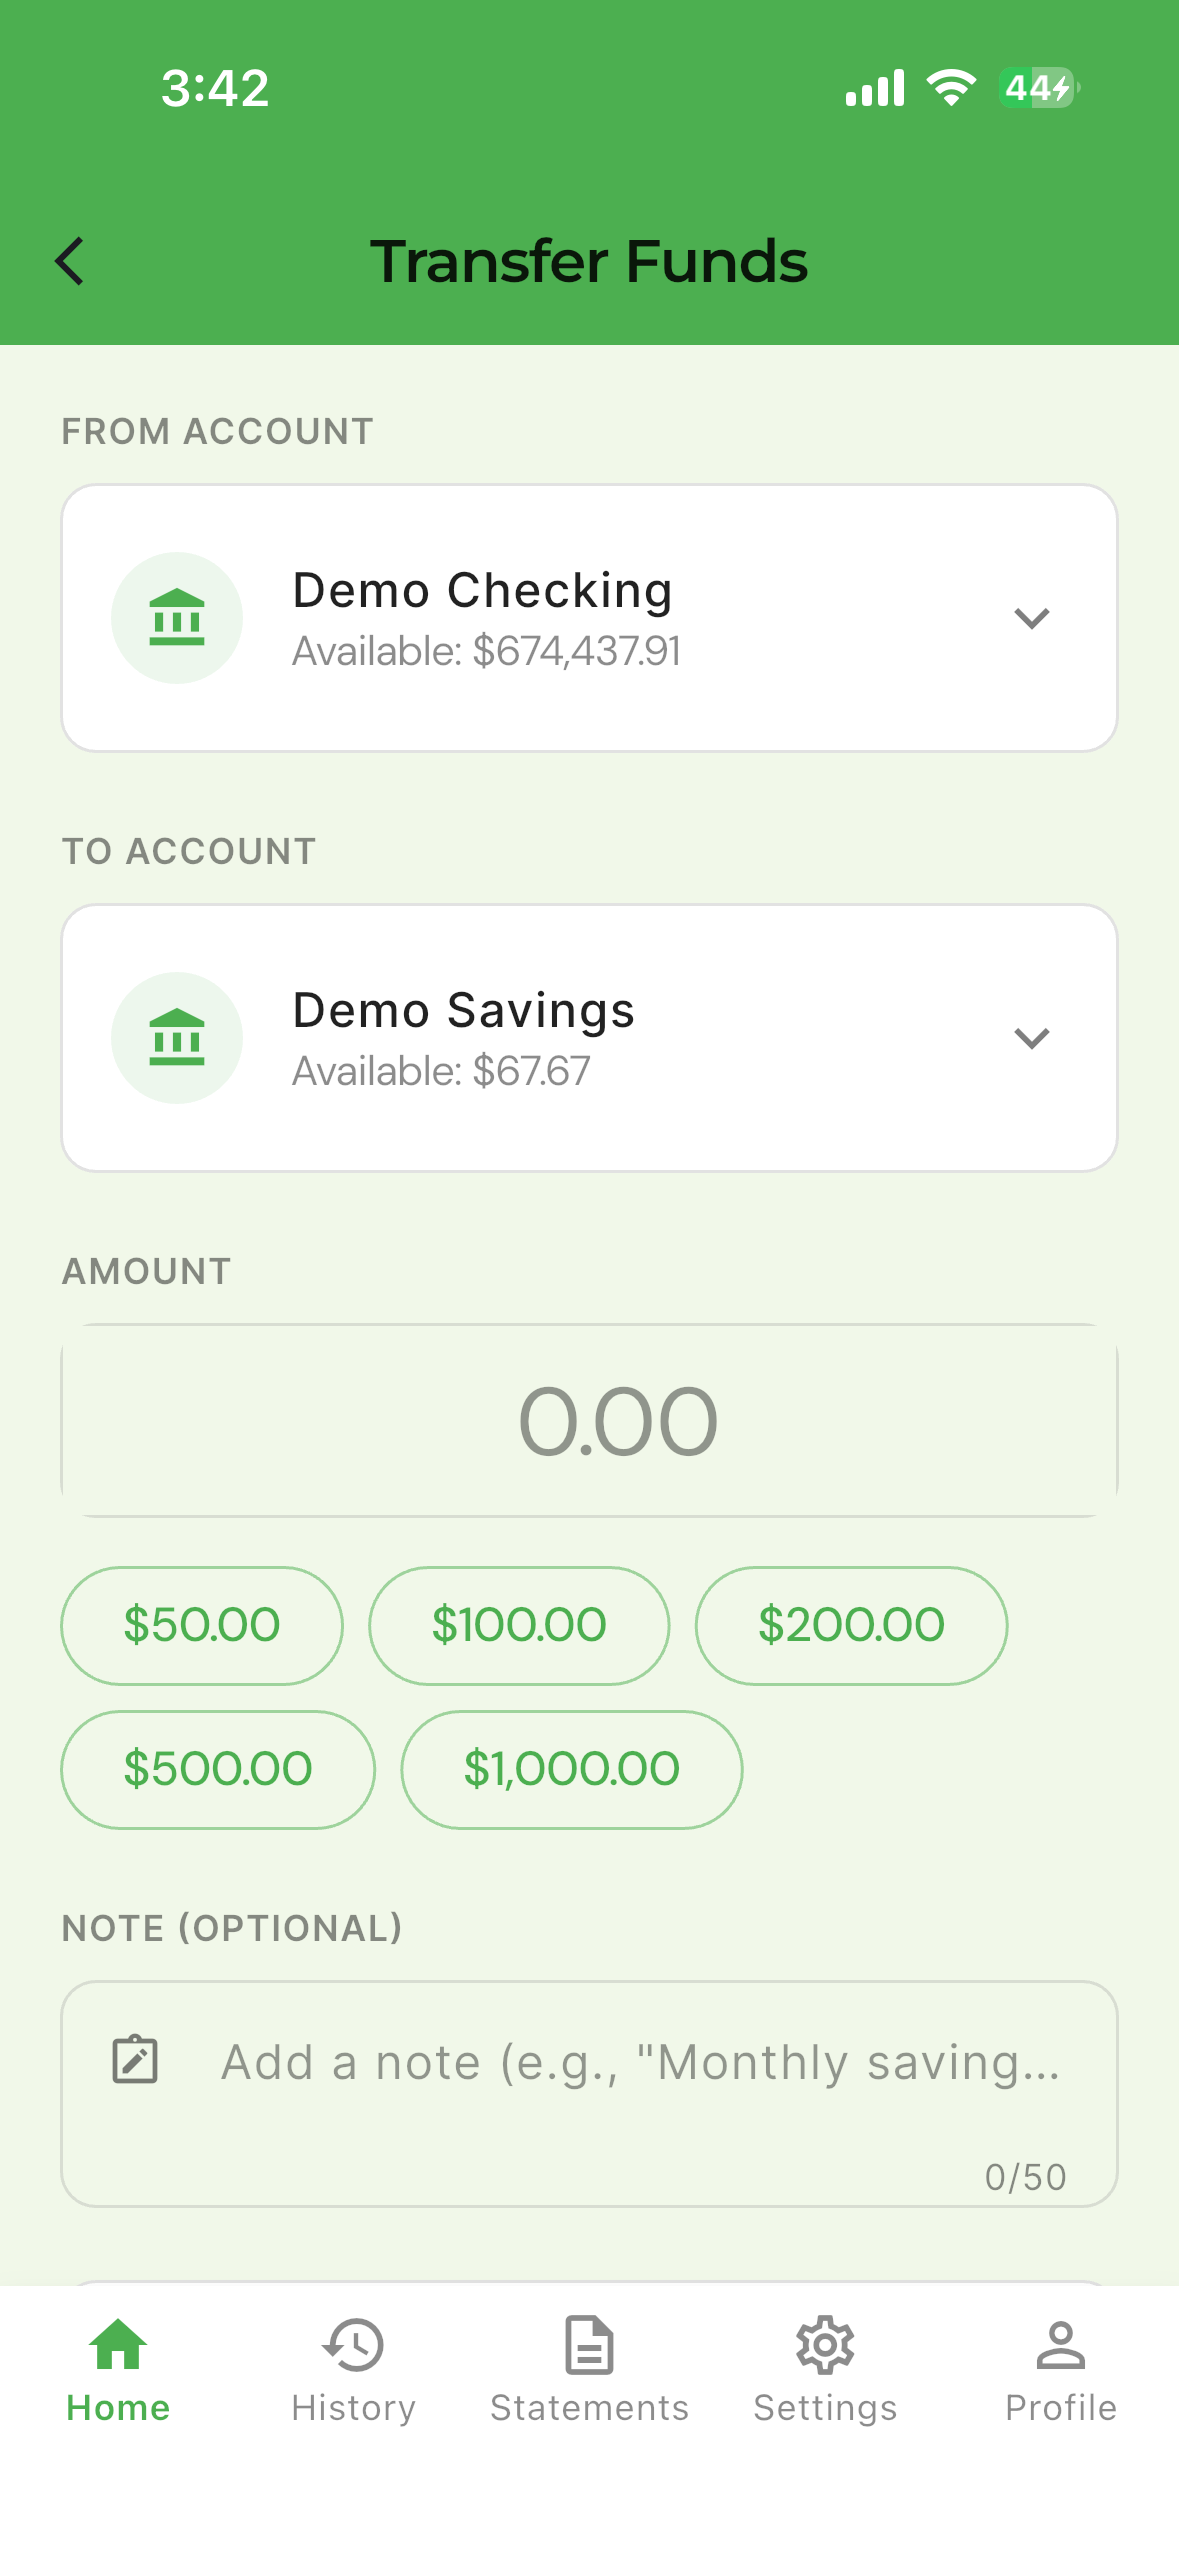 3:42
44
Transfer Funds
FROM ACCOUNT
Demo Checking
Available: $674,437.91
TO ACCOUNT
Demo Savings
Available: $67.67
AMOUNT
0.00
$50.00 $100.00 $200.00
$500.00 $1,000.00
NOTE (OPTIONAL)
Add a note (e.g., "Monthly saving...
0/50
Home History Statements Settings Profile